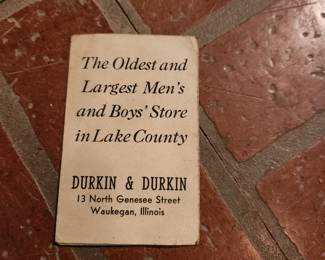 The Oldest and
Largest Men's
and Boys' Store
in Lake County
DURKIN & DURKIN
13 North Genesee Street
Waukegan, Illinois